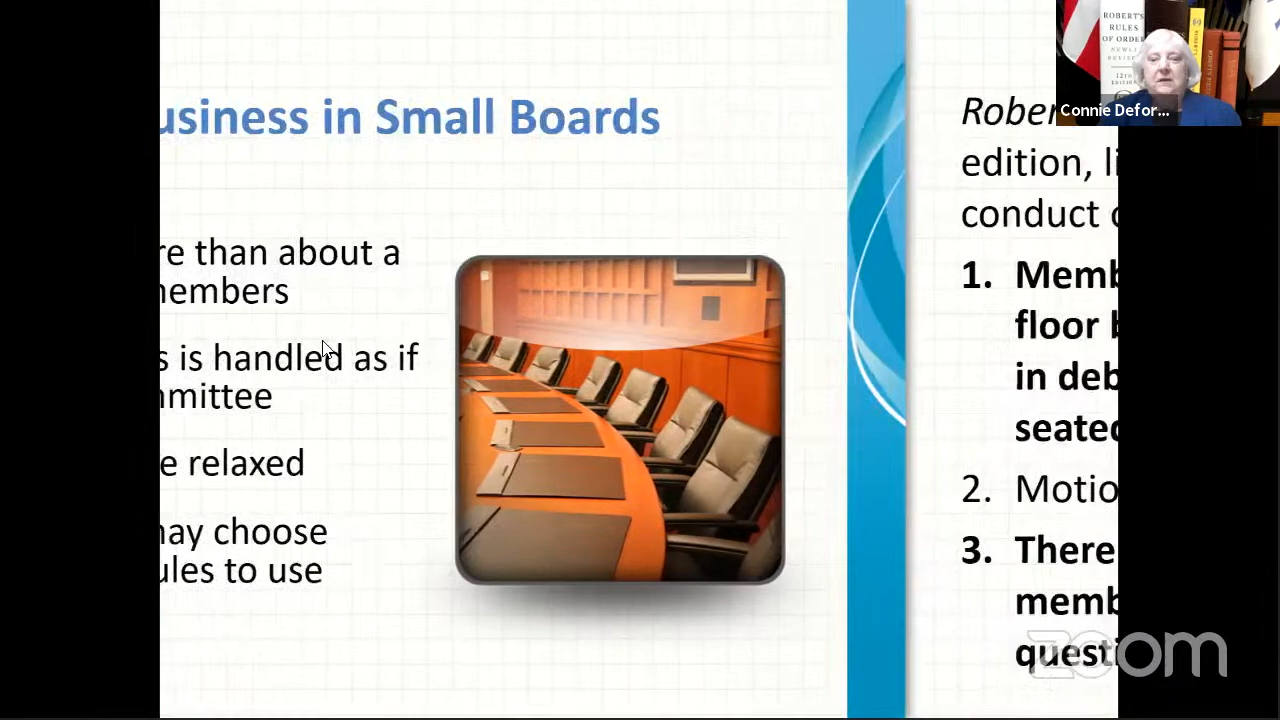 usiness in Small Boards
re than about a
members
s is handled as if
mmittee
e relaxed
may choose
ules to use
Rober
edition, li
conduct
1. Memb
floor b
in deb
seated
2. Motio
3. There
memb
questi
ROBERT'S
RULES
OF ORDER
NEWLY
REVISED
12TH
EDITION
Connie Defor...
zoom